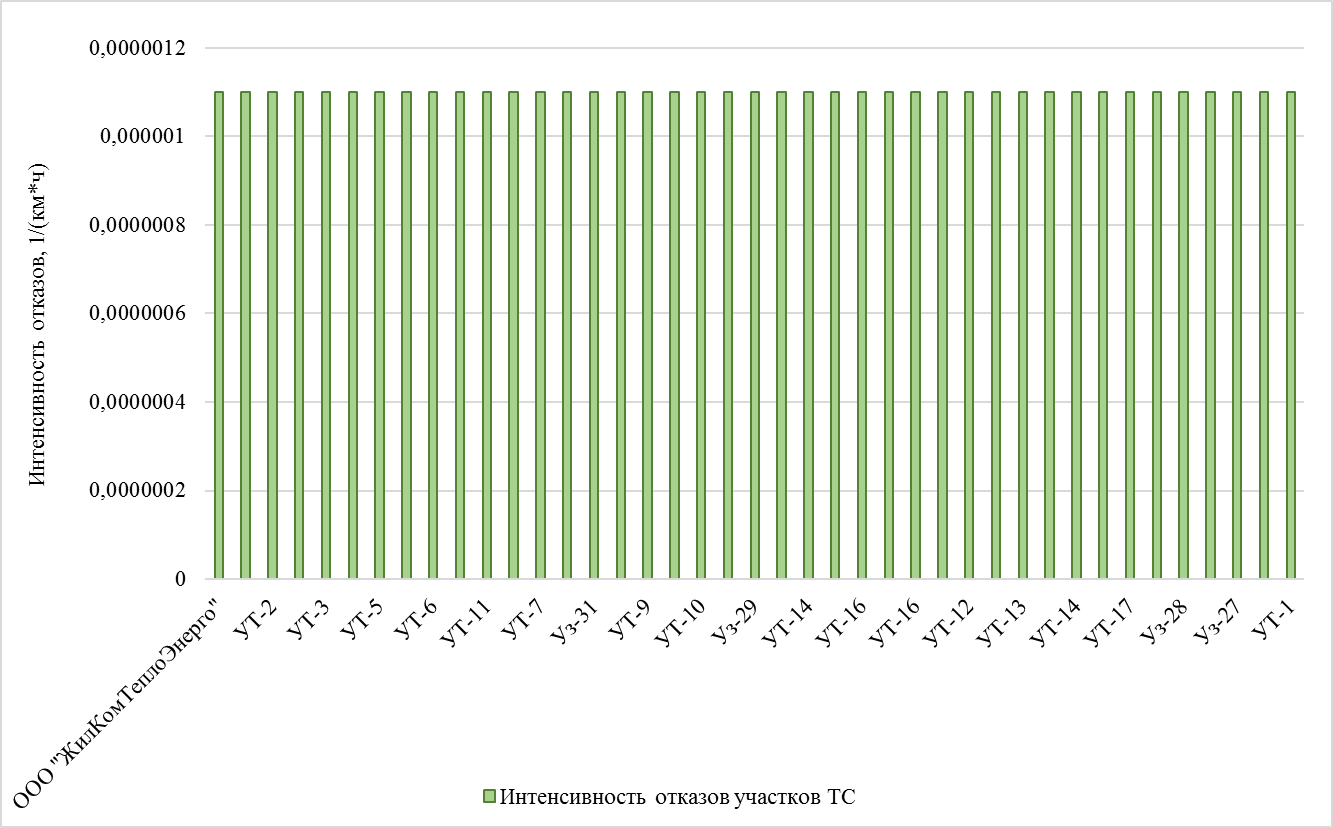 0,0000012
0,000001
0,0000008
0,0000006
0,0000004
0,0000002
0
Интенсивность отказов, 1/(км*ч)
ООО "ЖилКомТеплоЭнерго"
УТ-2
УТ-3
УТ-5
УТ-6
УТ-11
УТ-7
Уз-31
УТ-9
УТ-10
Уз-29
УТ-14
УТ-16
УТ-16
УТ-12
УТ-13
УТ-14
УТ-17
Уз-28
Уз-27
УТ-1
Интенсивность отказов участков ТС